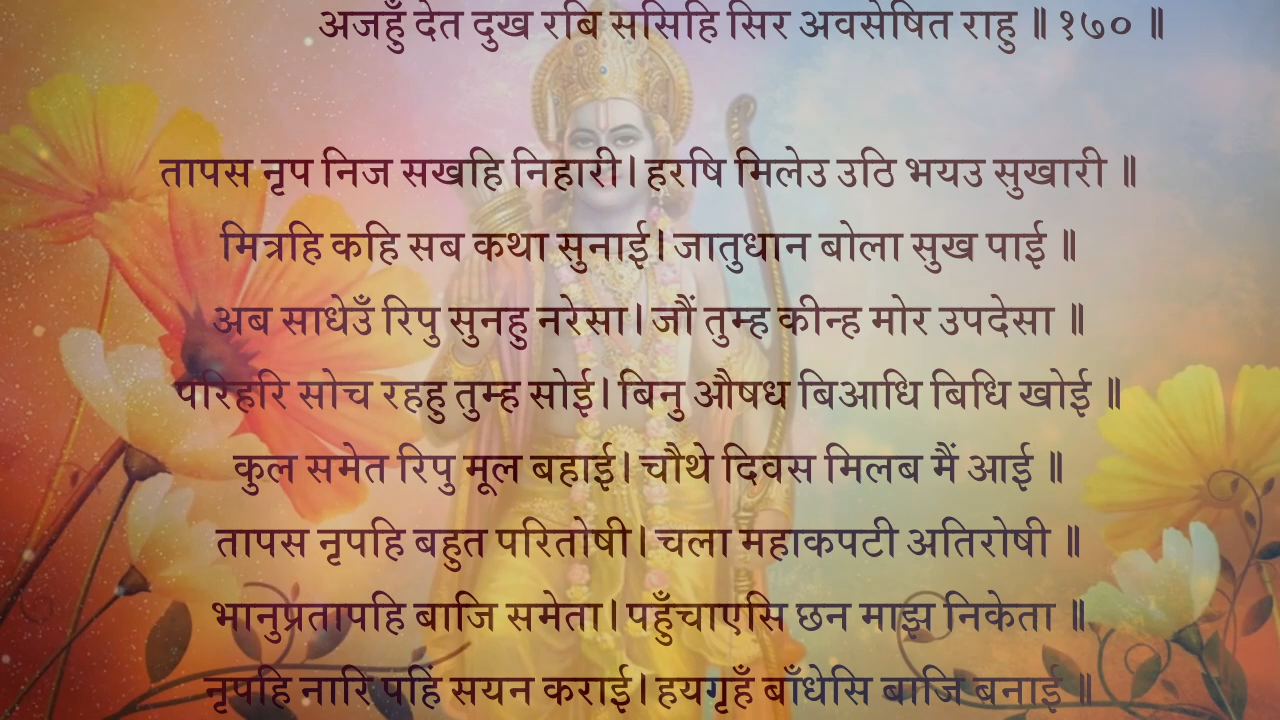 अजहुँ देत दुख रबि ससिहि सिर अवसेषित राहु ॥ १७० ॥
तापस नृप निज सखहि निहारी। हरषि मिलेउ उठि भयउ सुखारी ॥
मित्रहि कहि सब कथा सुनाई। जातुधान बोला सुख पाई ॥
अब साधेउँ रिपु सुनहु नरेसा। जौं तुम्ह कीन्ह मोर उपदेसा ॥
परिहरि सोच रहहु तुम्ह सोई। बिनु औषध बिआधि बिधि खोई ॥
कुल समेत रिपु मूल बहाई। चौथे दिवस मिलब मैं आई ॥
तापस नृपहि बहुत परितोषी। चला महाकपटी अतिरोषी ॥
भानुप्रतापहि बाजि समेता। पहुँचाएसि छन माझ निकेता ॥
नृपहि नारि पहिं सयन कराई। हयगृहँ बाँधेसि बाजि बनाई ॥